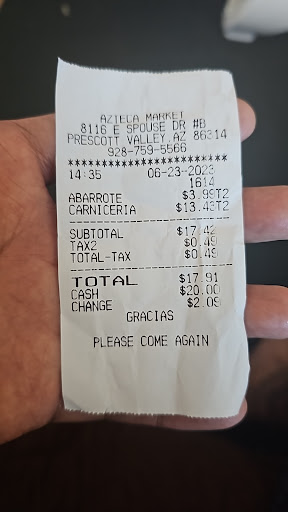 AZTECA MARKET
8116 E SPOUSE DR #B
PRESCOTT VALLEY,AZ 86314
928-759-5566
************************
14:35 06-23-2023
1614
ABARROTE $3.99T2
CARNICERIA $13.43T2
SUBTOTAL $17.42
TAX2 $0.49
TOTAL-TAX $0.49
TOTAL $17.91
CASH $20.00
CHANGE $2.09
GRACIAS
PLEASE COME AGAIN